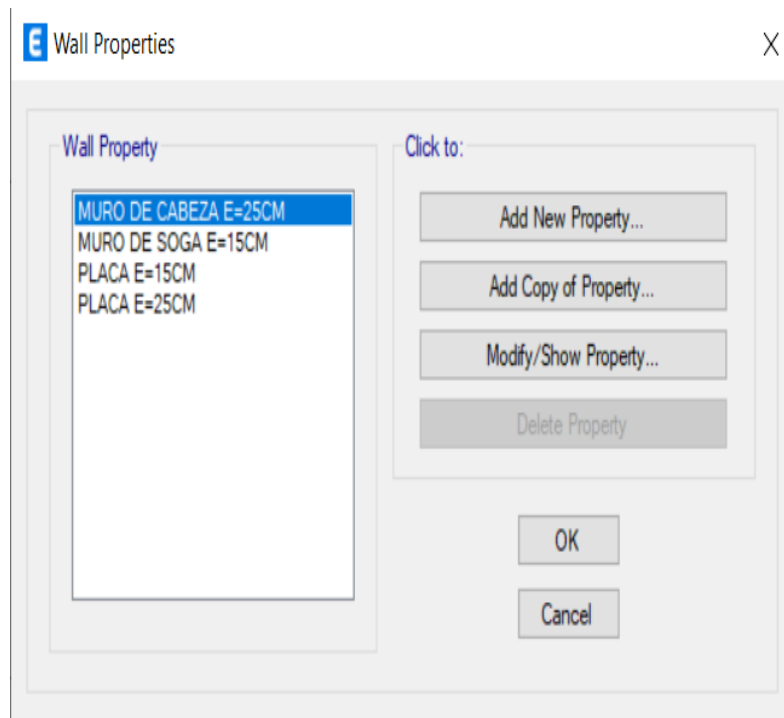 E Wall Properties X
Wall Property
MURO DE CABEZA E=25CM
MURO DE SOGA E=15CM
PLACA E=15CM
PLACA E=25CM
Click to:
Add New Property...
Add Copy of Property...
Modify/Show Property...
Delete Property
OK
Cancel